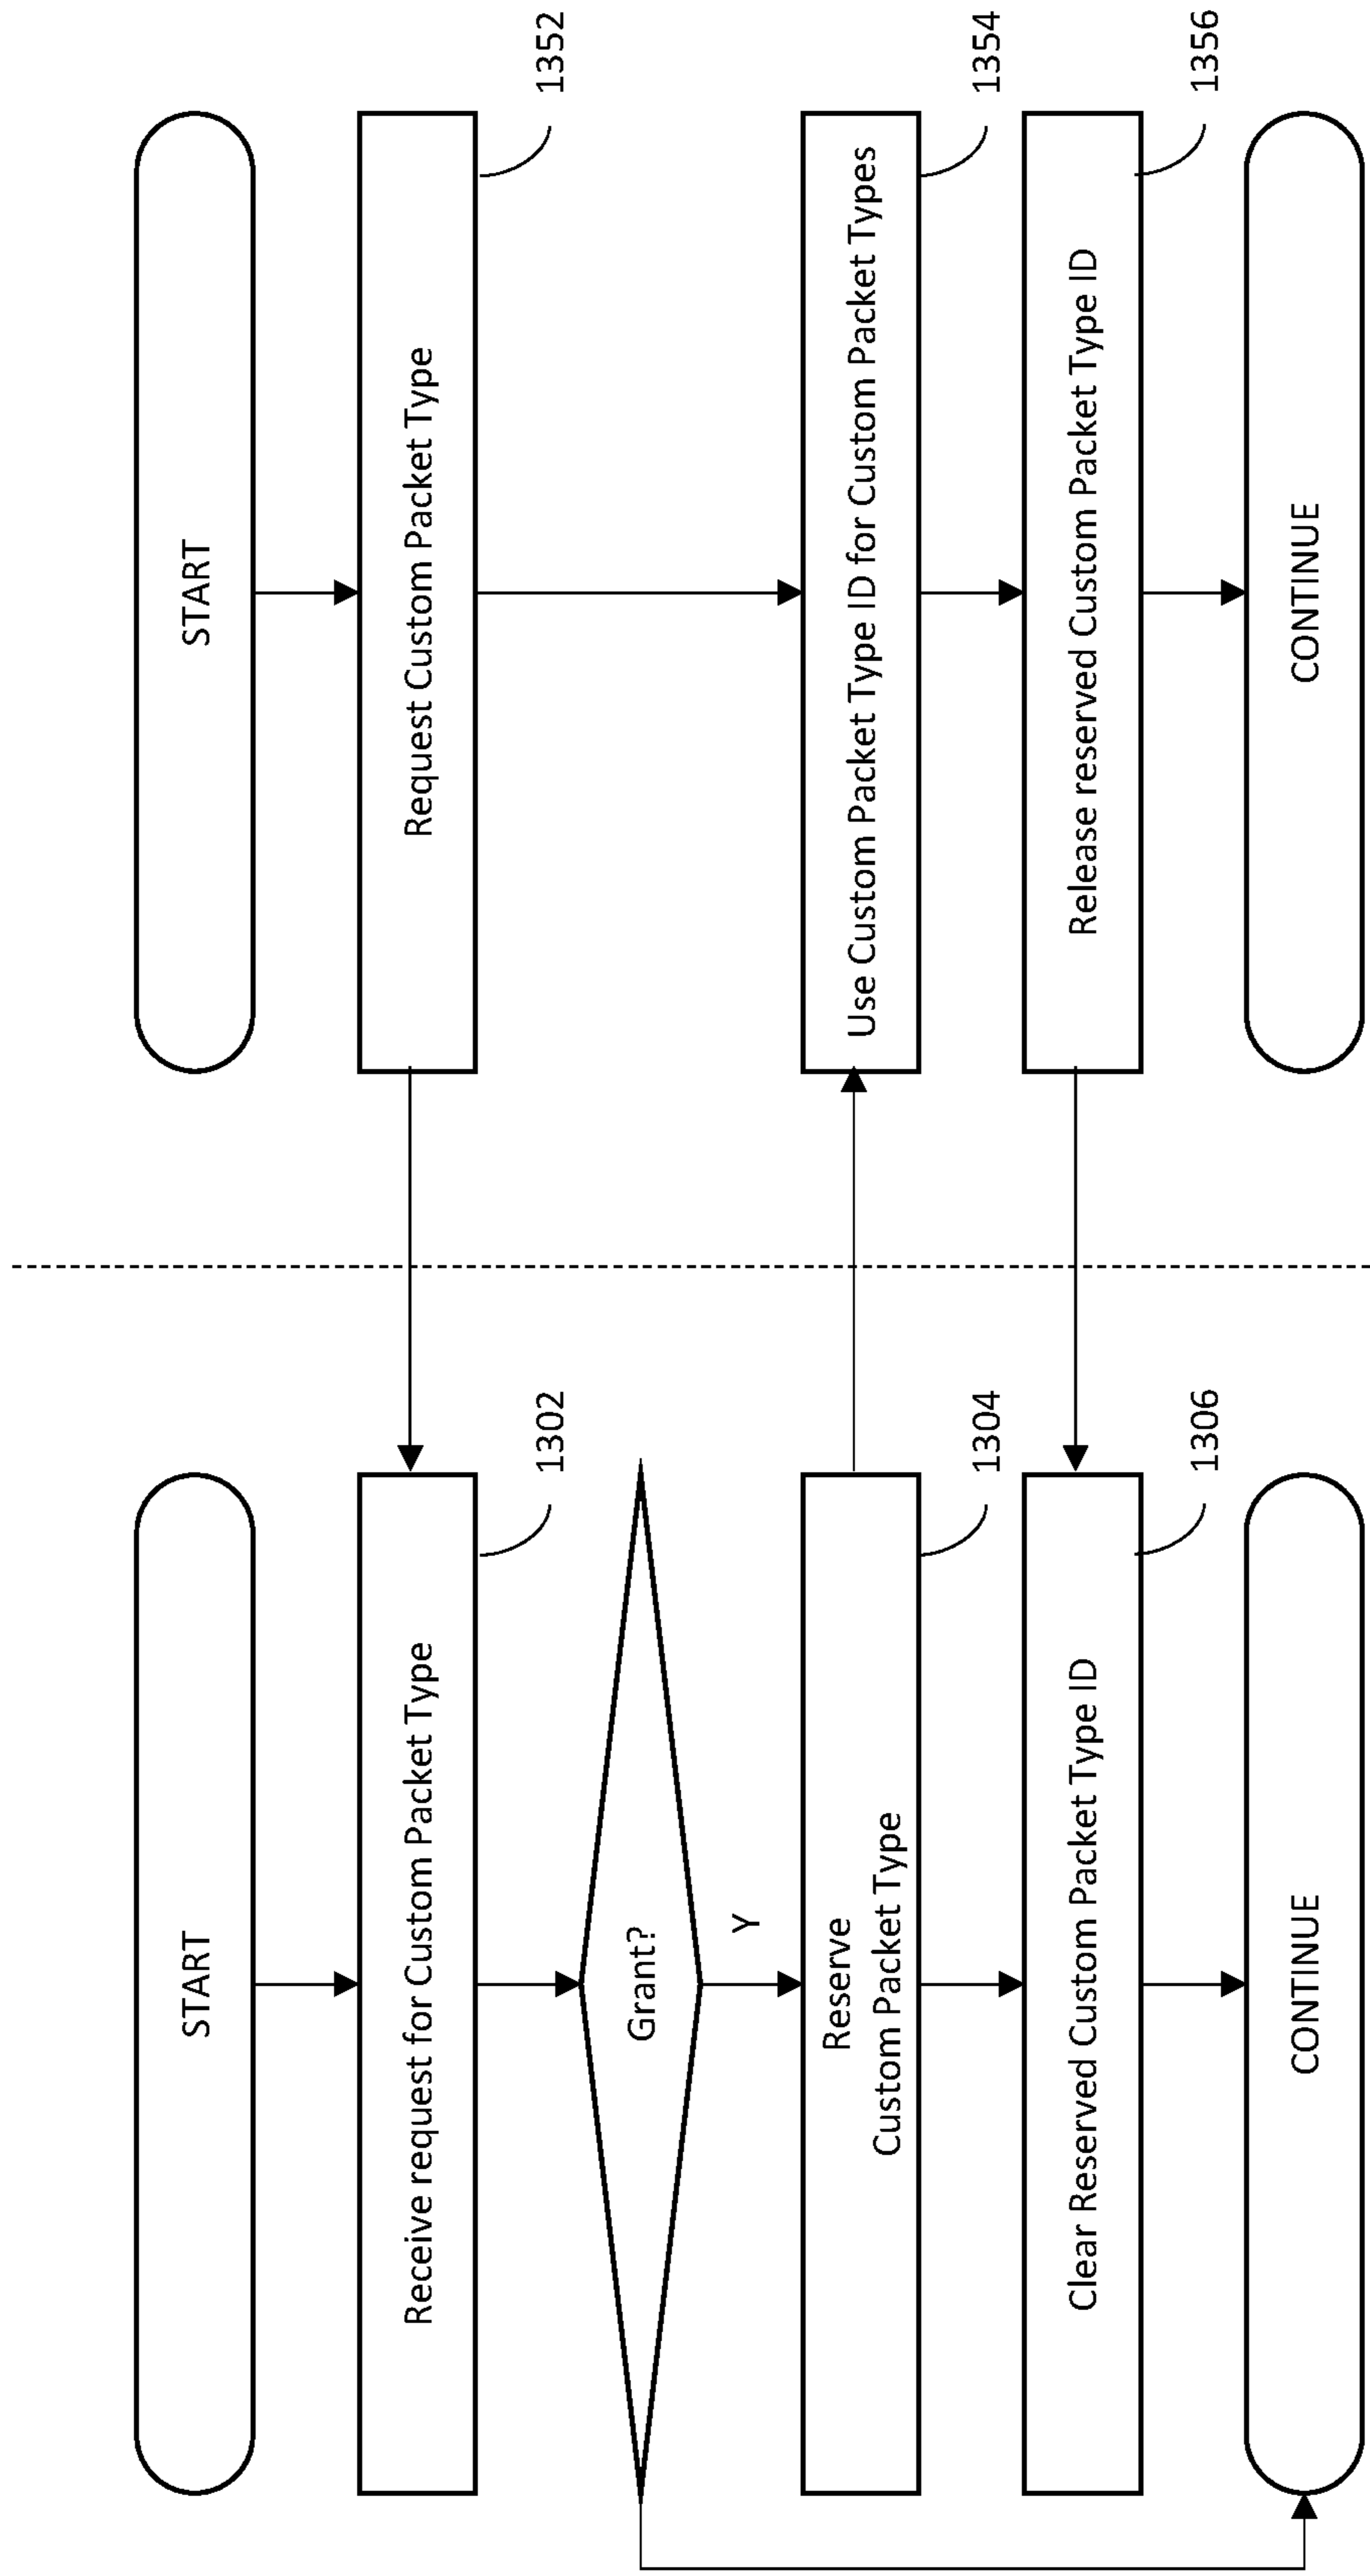 START
Receive request for Custom Packet Type
1302
Grant?
Y
Reserve
Custom Packet Type
1304
Clear Reserved Custom Packet Type ID
1306
CONTINUE
START
Request Custom Packet Type
1352
Use Custom Packet Type ID for Custom Packet Types
1354
Release reserved Custom Packet Type ID
1356
CONTINUE